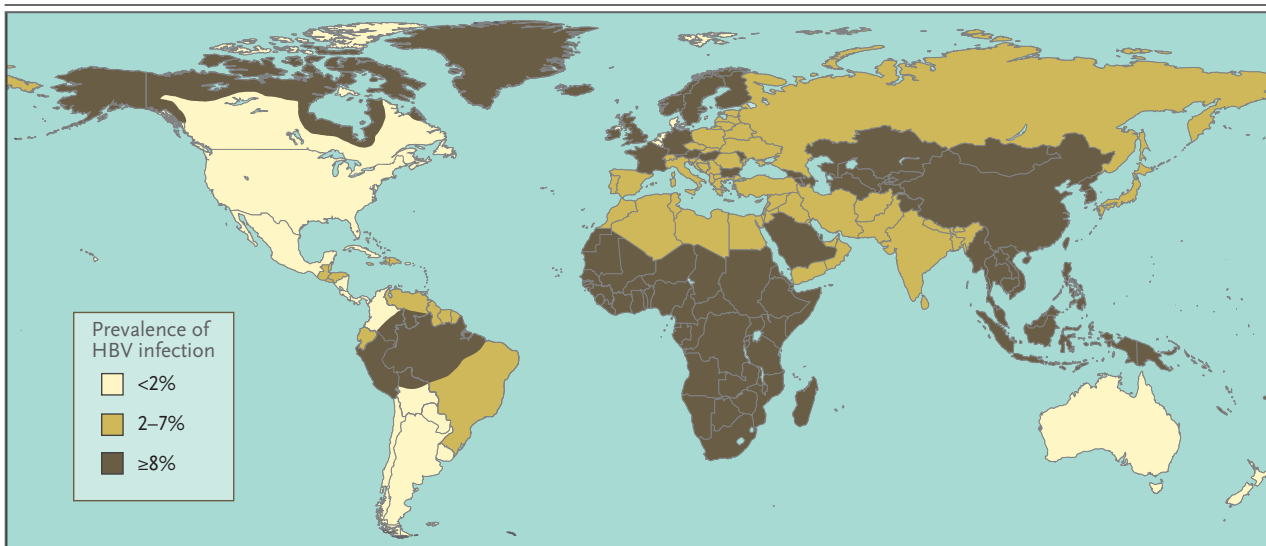 Prevalence of
HBV infection
<2%
2–7%
≥8%